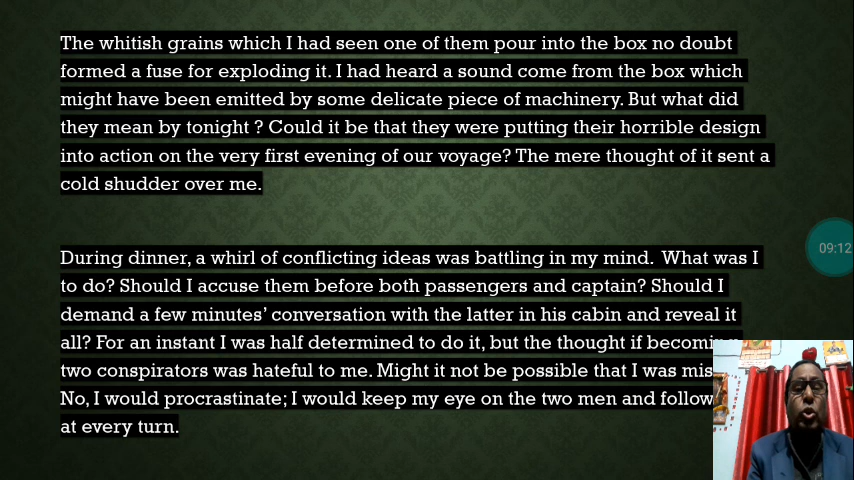 The whitish grains which I had seen one of them pour into the box no doubt
formed a fuse for exploding it. I had heard a sound come from the box which
might have been emitted by some delicate piece of machinery. But what did
they mean by tonight ? Could it be that they were putting their horrible design
into action on the very first evening of our voyage? The mere thought of it sent a
cold shudder over me.
During dinner, a whirl of conflicting ideas was battling in my mind. What was I
to do? Should I accuse them before both passengers and captain? Should I
demand a few minutes' conversation with the latter in his cabin and reveal it
all? For an instant I was half determined to do it, but the thought if
two conspirators was hateful to me. Might it not be possible that I was
No, I would procrastinate; I would keep my eye on the two men and follow
at every turn.
09:12